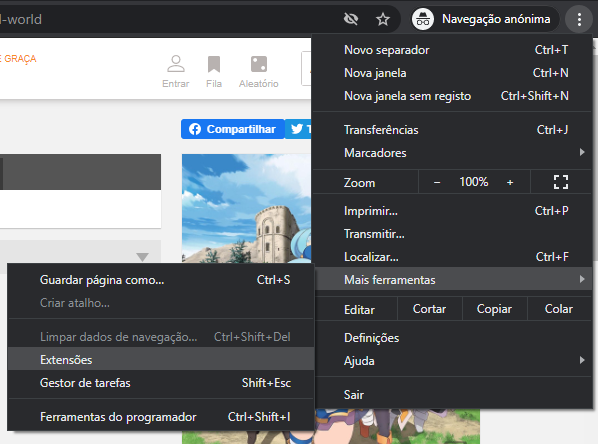 l-world
Navegação anónima
E GRAÇA
Entrar
Fila
Aleatório
Compartilhar
Novo separador Ctrl+T
Nova janela Ctrl+N
Nova janela sem registo Ctrl+Shift+N
Transferências Ctrl+J
Marcadores
Zoom − 100% +
Imprimir... Ctrl+P
Transmitir...
Localizar... Ctrl+F
Mais ferramentas
Editar Cortar Copiar Colar
Definições
Ajuda
Sair
Guardar página como... Ctrl+S
Criar atalho...
Limpar dados de navegação... Ctrl+Shift+Del
Extensões
Gestor de tarefas Shift+Esc
Ferramentas do programador Ctrl+Shift+I